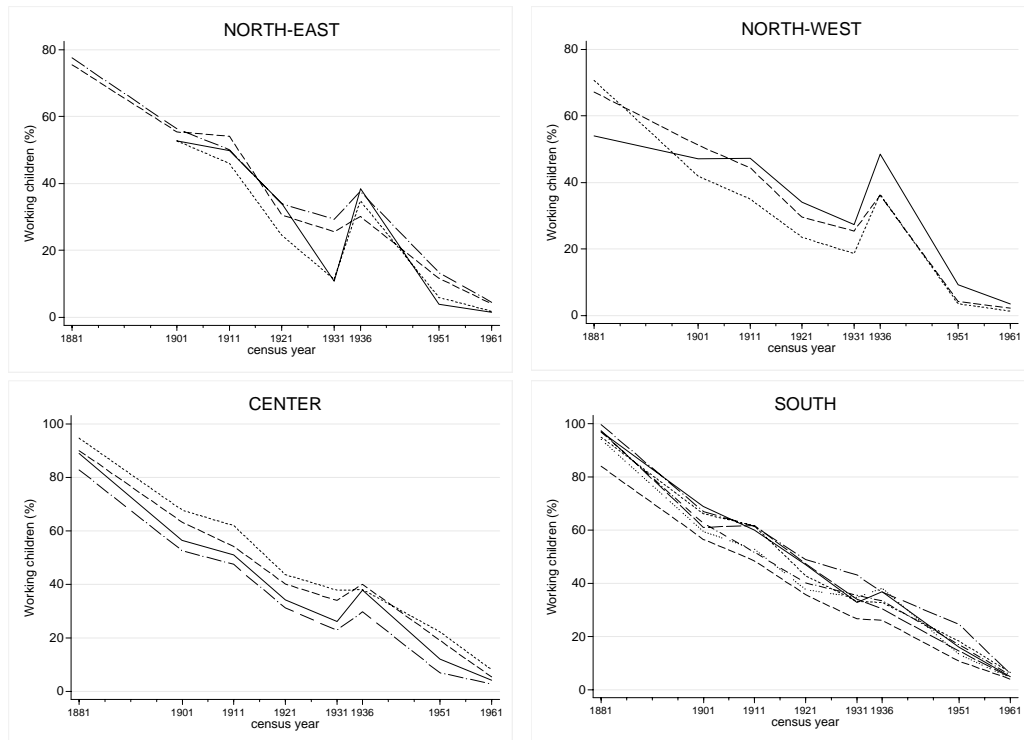 NORTH-EAST
Working children (%)
80
60
40
20
0
1881 1901 1911 1921 1931 1936 1951 1961
census year
NORTH-WEST
Working children (%)
80
60
40
20
0
1881 1901 1911 1921 1931 1936 1951 1961
census year
CENTER
Working children (%)
100
80
60
40
20
0
1881 1901 1911 1921 1931 1936 1951 1961
census year
SOUTH
Working children (%)
100
80
60
40
20
0
1881 1901 1911 1921 1931 1936 1951 1961
census year